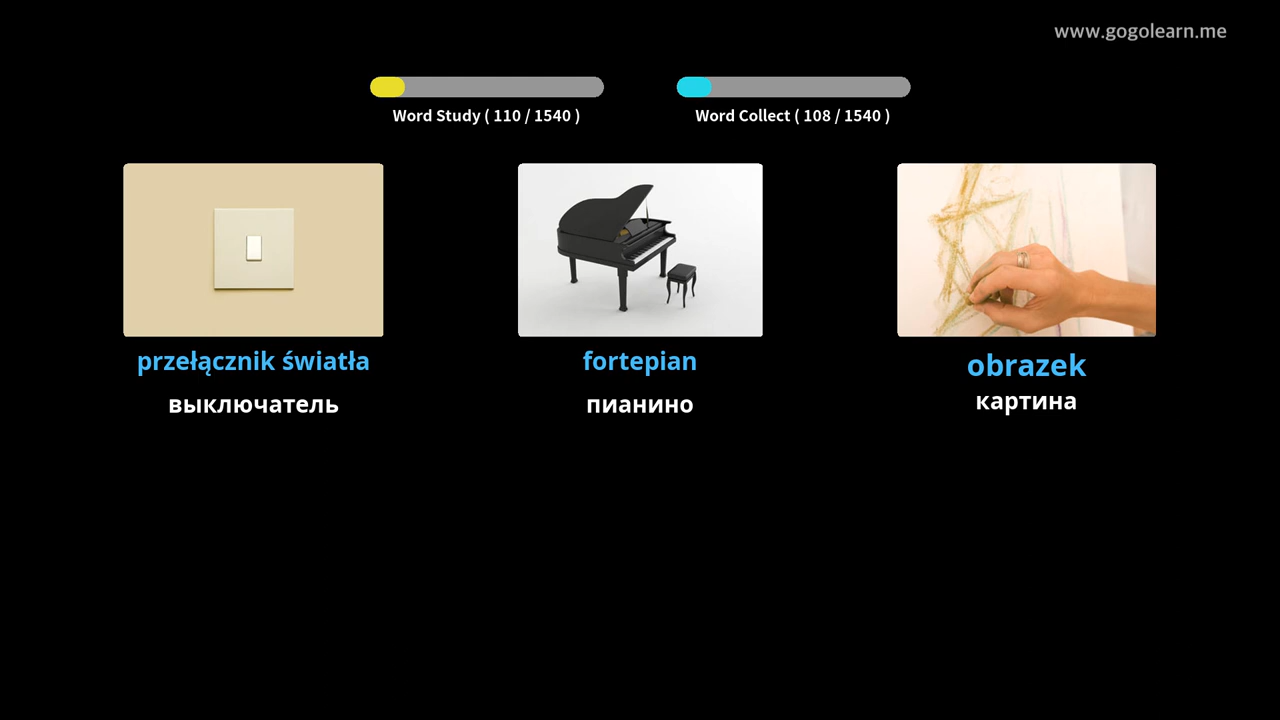 www.gogolearn.me
Word Study ( 110 / 1540 )
Word Collect ( 108 / 1540 )
przełącznik światła
fortepian
obrazek
выключатель
пианино
картина